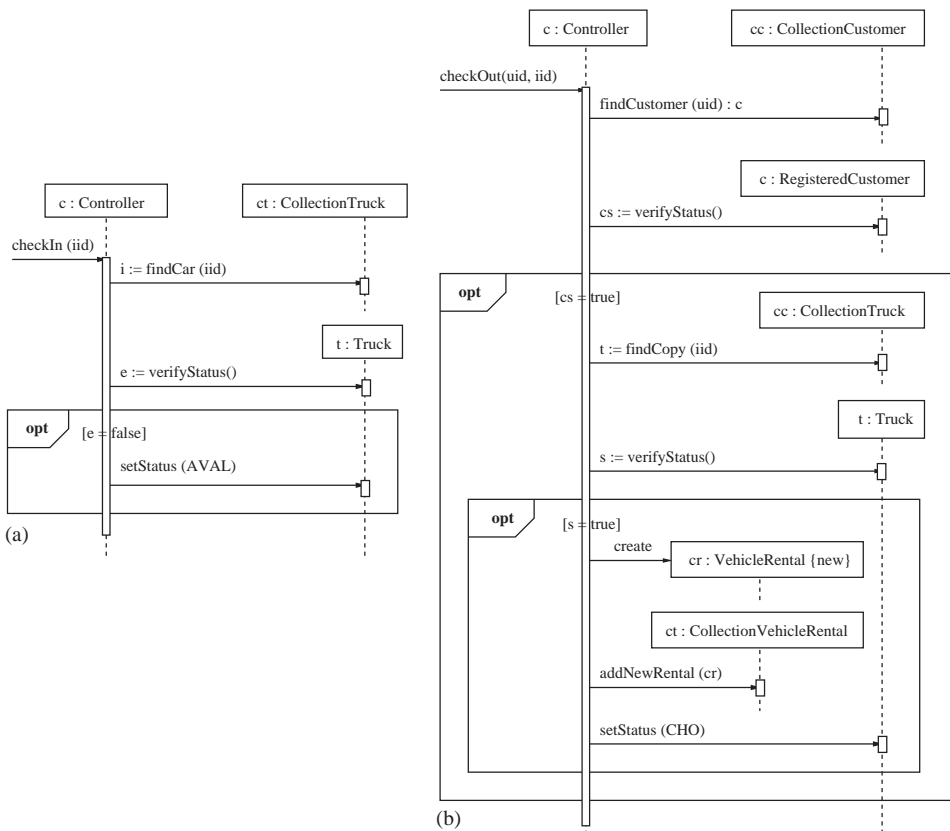 c : Controller
ct : CollectionTruck
checkIn (iid)
i := findCar (iid)
t : Truck
e := verifyStatus()
opt
[e = false]
setStatus (AVAL)
(a)
c : Controller
cc : CollectionCustomer
checkOut(uid, iid)
findCustomer (uid) : c
c : RegisteredCustomer
cs := verifyStatus()
opt
[cs = true]
cc : CollectionTruck
t := findCopy (iid)
t : Truck
s := verifyStatus()
opt
[s = true]
create
cr : VehicleRental {new}
ct : CollectionVehicleRental
addNewRental (cr)
setStatus (CHO)
(b)